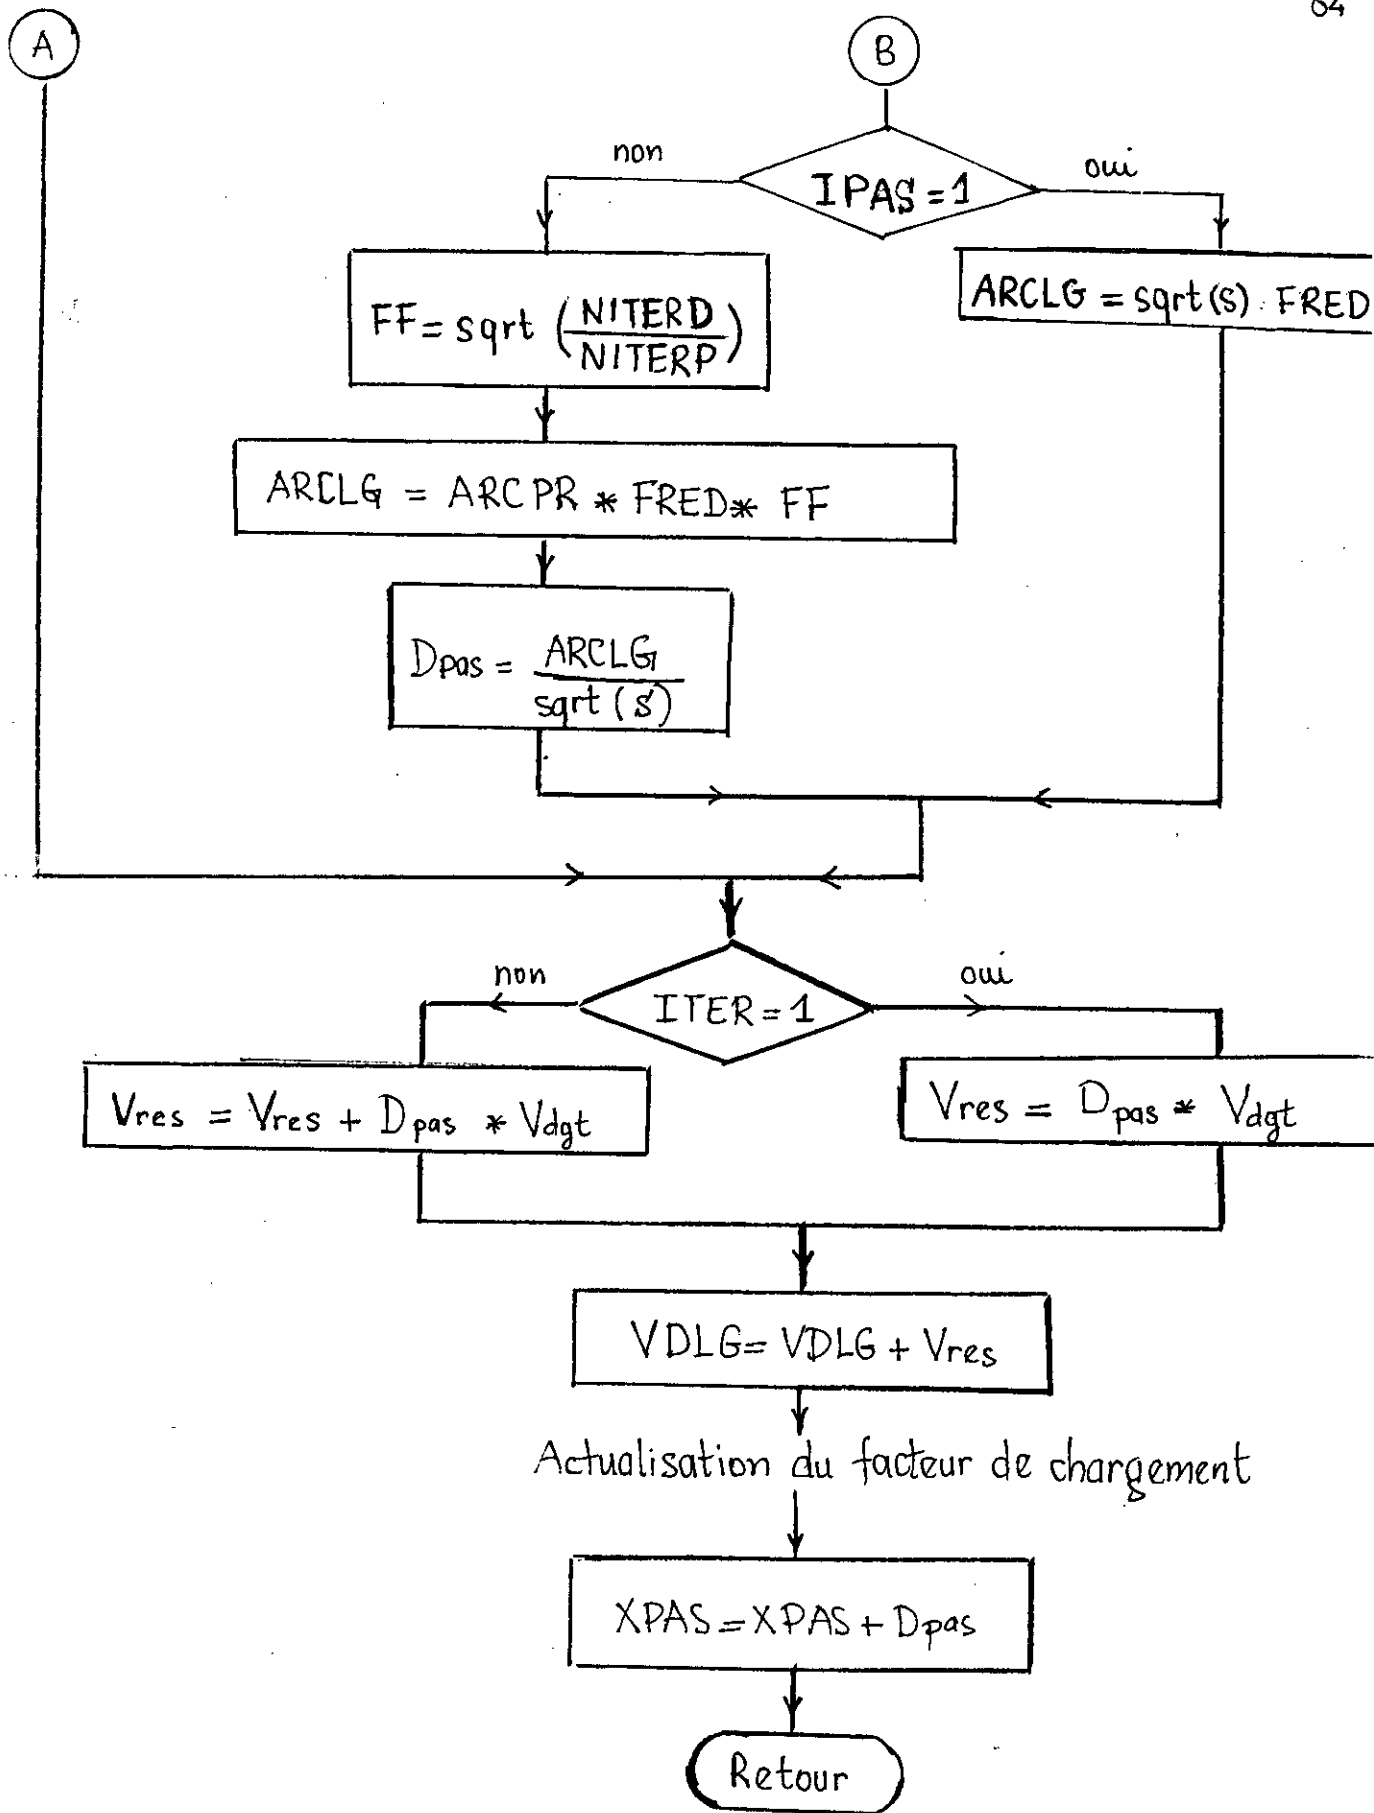 64
A
B
non
oui
IPAS = 1
FF = sqrt (NITERD / NITERP)
ARCLG = sqrt(S) . FRED
ARCLG = ARCPR * FRED * FF
Dpas = ARCLG / sqrt (S)
non
oui
ITER = 1
Vres = Vres + Dpas * Vdgt
Vres = Dpas * Vdgt
VDLG = VDLG + Vres
Actualisation du facteur de chargement
XPAS = XPAS + Dpas
Retour